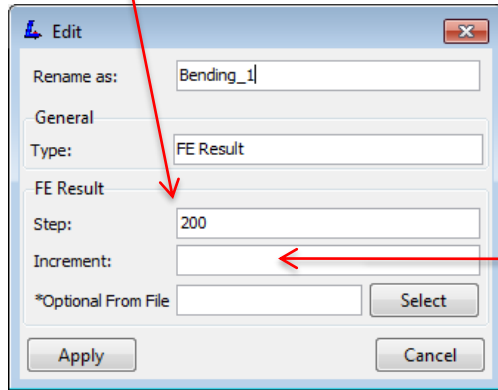 Edit
Rename as: Bending_1
General
Type: FE Result
FE Result
Step: 200
Increment:
*Optional From File Select
Apply Cancel